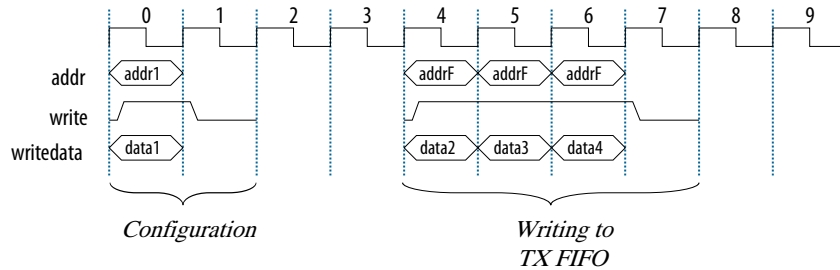 0 1 2 3 4 5 6 7 8 9
addr addr1 addrF addrF addrF
write
writedata data1 data2 data3 data4
Configuration Writing to
TX FIFO